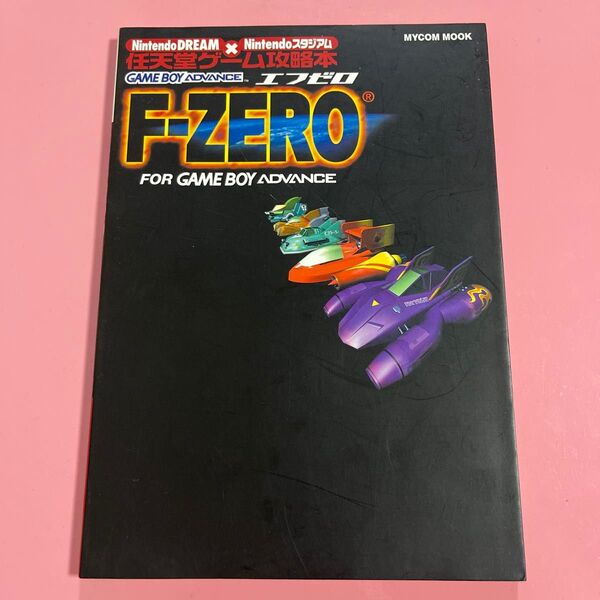 MYCOM MOOK
Nintendo DREAM × Nintendoスタジアム
任天堂ゲーム攻略本
GAME BOY ADVANCE™ エフゼロ
F-ZERO®
FOR GAME BOY ADVANCE